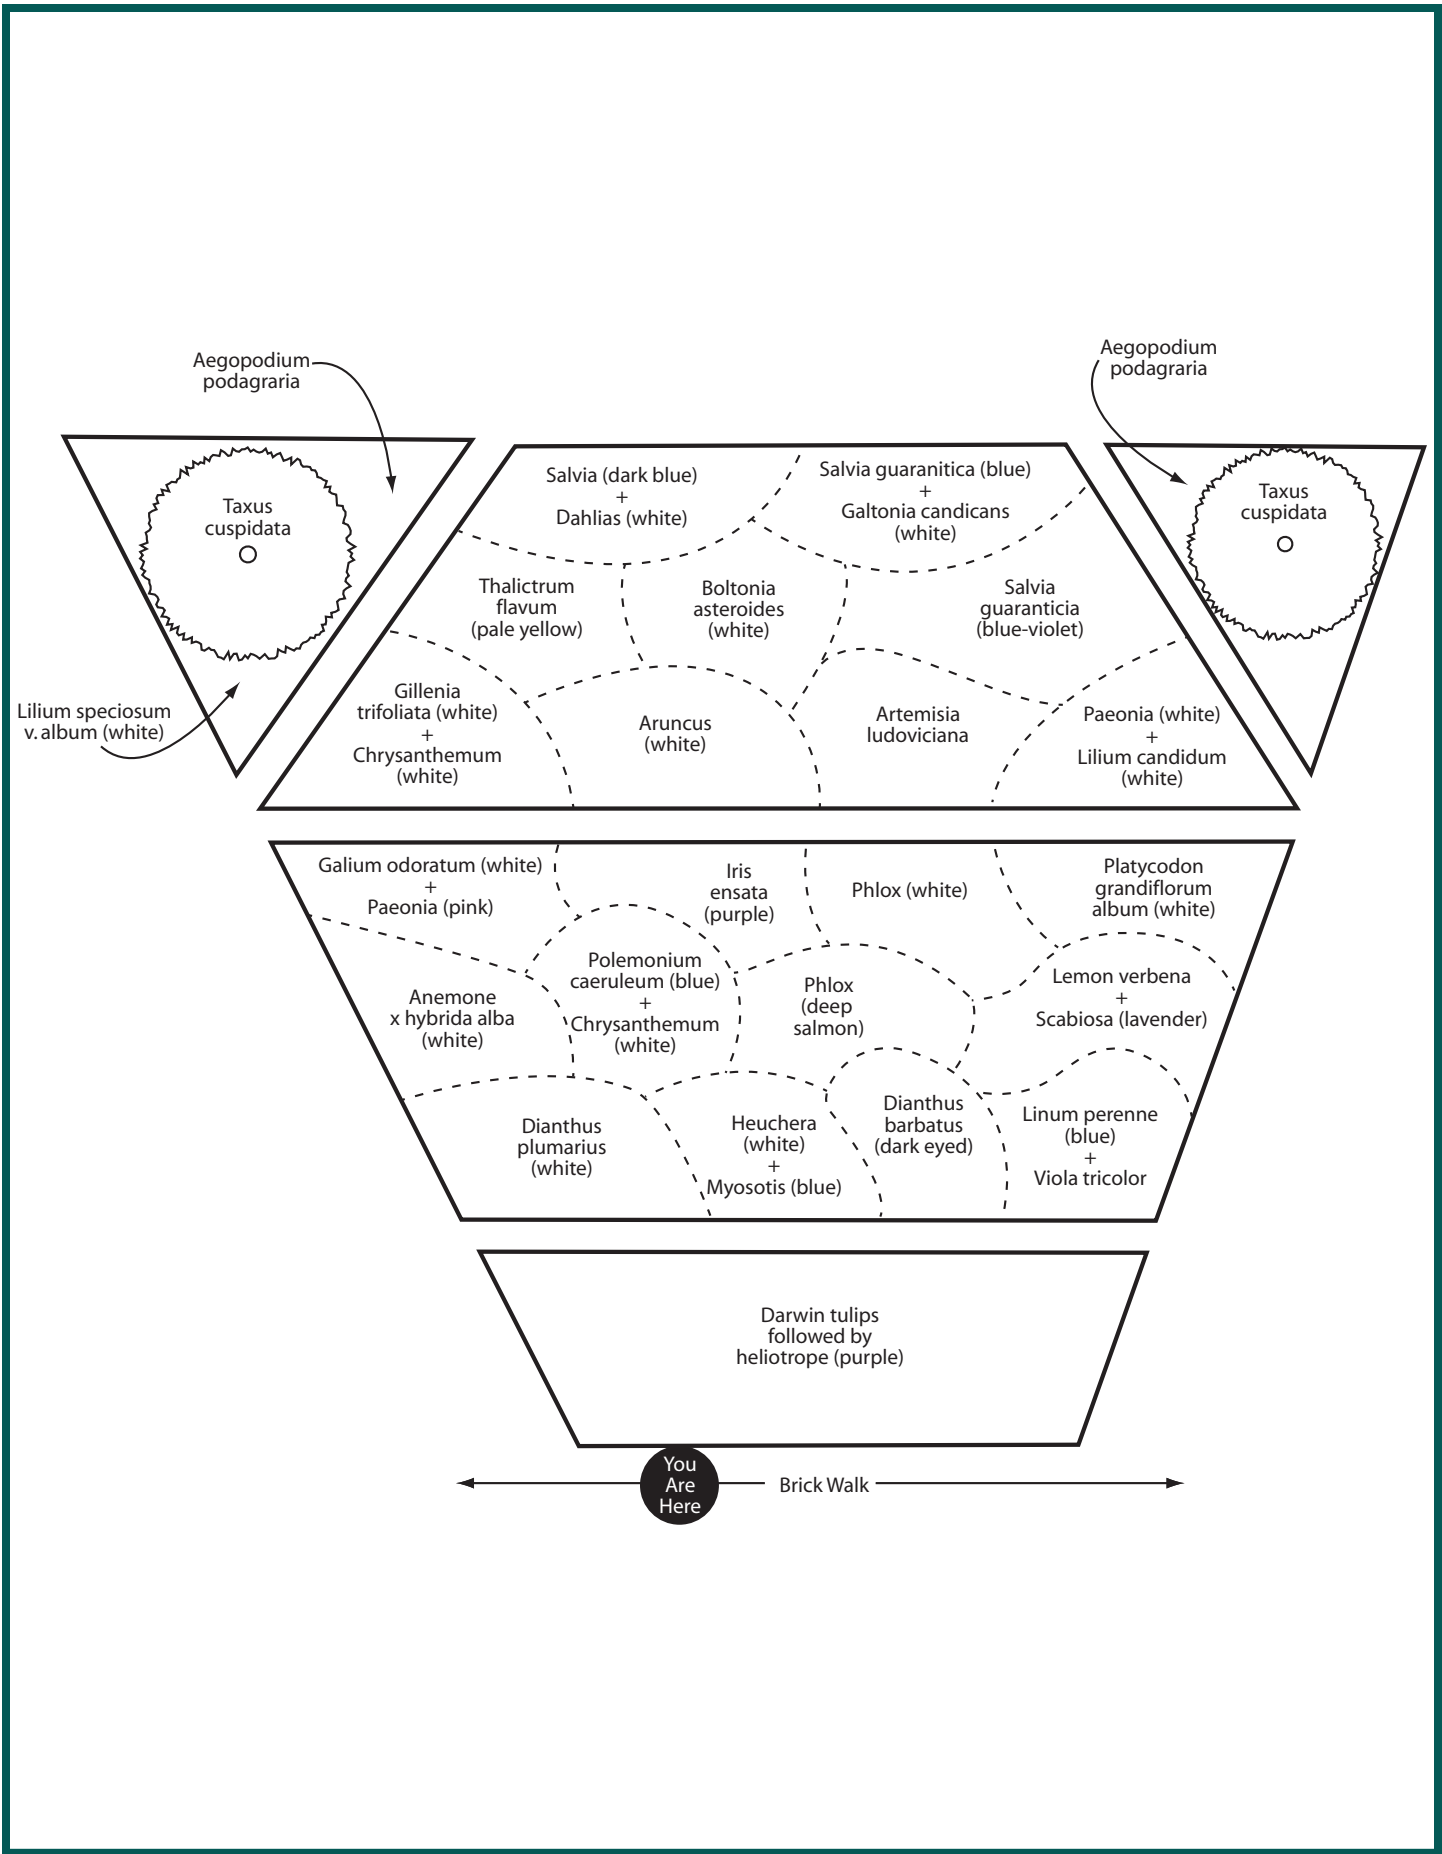 Aegopodium
podagraria
Aegopodium
podagraria
Taxus
cuspidata
Salvia (dark blue)
+
Dahlias (white)
Salvia guaranitica (blue)
+
Galtonia candicans
(white)
Taxus
cuspidata
Thalictrum
flavum
(pale yellow)
Boltonia
asteroides
(white)
Salvia
guaranticia
(blue-violet)
Lilium speciosum
v. album (white)
Gillenia
trifoliata (white)
+
Chrysanthemum
(white)
Aruncus
(white)
Artemisia
ludoviciana
Paeonia (white)
+
Lilium candidum
(white)
Galium odoratum (white)
+
Paeonia (pink)
Iris
ensata
(purple)
Phlox (white)
Platycodon
grandiflorum
album (white)
Anemone
x hybrida alba
(white)
Polemonium
caeruleum (blue)
+
Chrysanthemum
(white)
Phlox
(deep
salmon)
Lemon verbena
+
Scabiosa (lavender)
Dianthus
plumarius
(white)
Heuchera
(white)
+
Myosotis (blue)
Dianthus
barbatus
(dark eyed)
Linum perenne
(blue)
+
Viola tricolor
Darwin tulips
followed by
heliotrope (purple)
You
Are
Here
Brick Walk